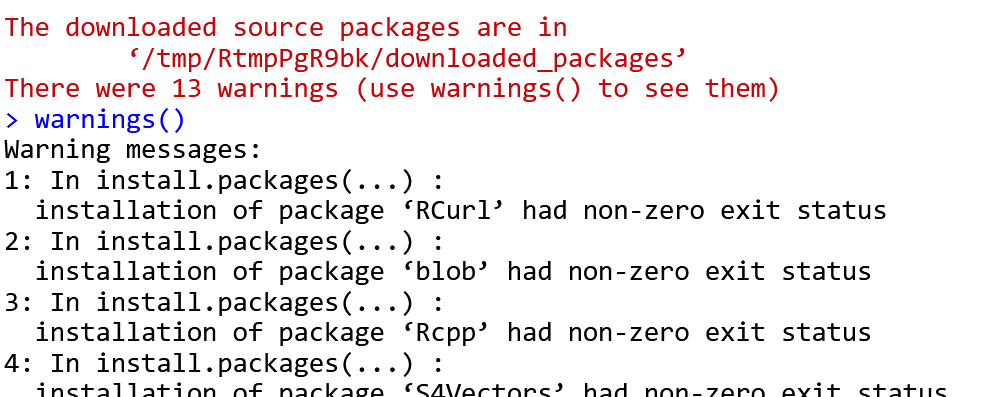 The downloaded source packages are in
‘/tmp/RtmpPgR9bk/downloaded_packages’
There were 13 warnings (use warnings() to see them)
> warnings()
Warning messages:
1: In install.packages(...) :
installation of package ‘RCurl’ had non-zero exit status
2: In install.packages(...) :
installation of package ‘blob’ had non-zero exit status
3: In install.packages(...) :
installation of package ‘Rcpp’ had non-zero exit status
4: In install.packages(...) :
installation of package ‘S4Vectors’ had non-zero exit status